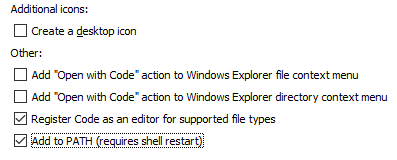 Additional icons:
Create a desktop icon
Other:
Add "Open with Code" action to Windows Explorer file context menu
Add "Open with Code" action to Windows Explorer directory context menu
Register Code as an editor for supported file types
Add to PATH (requires shell restart)